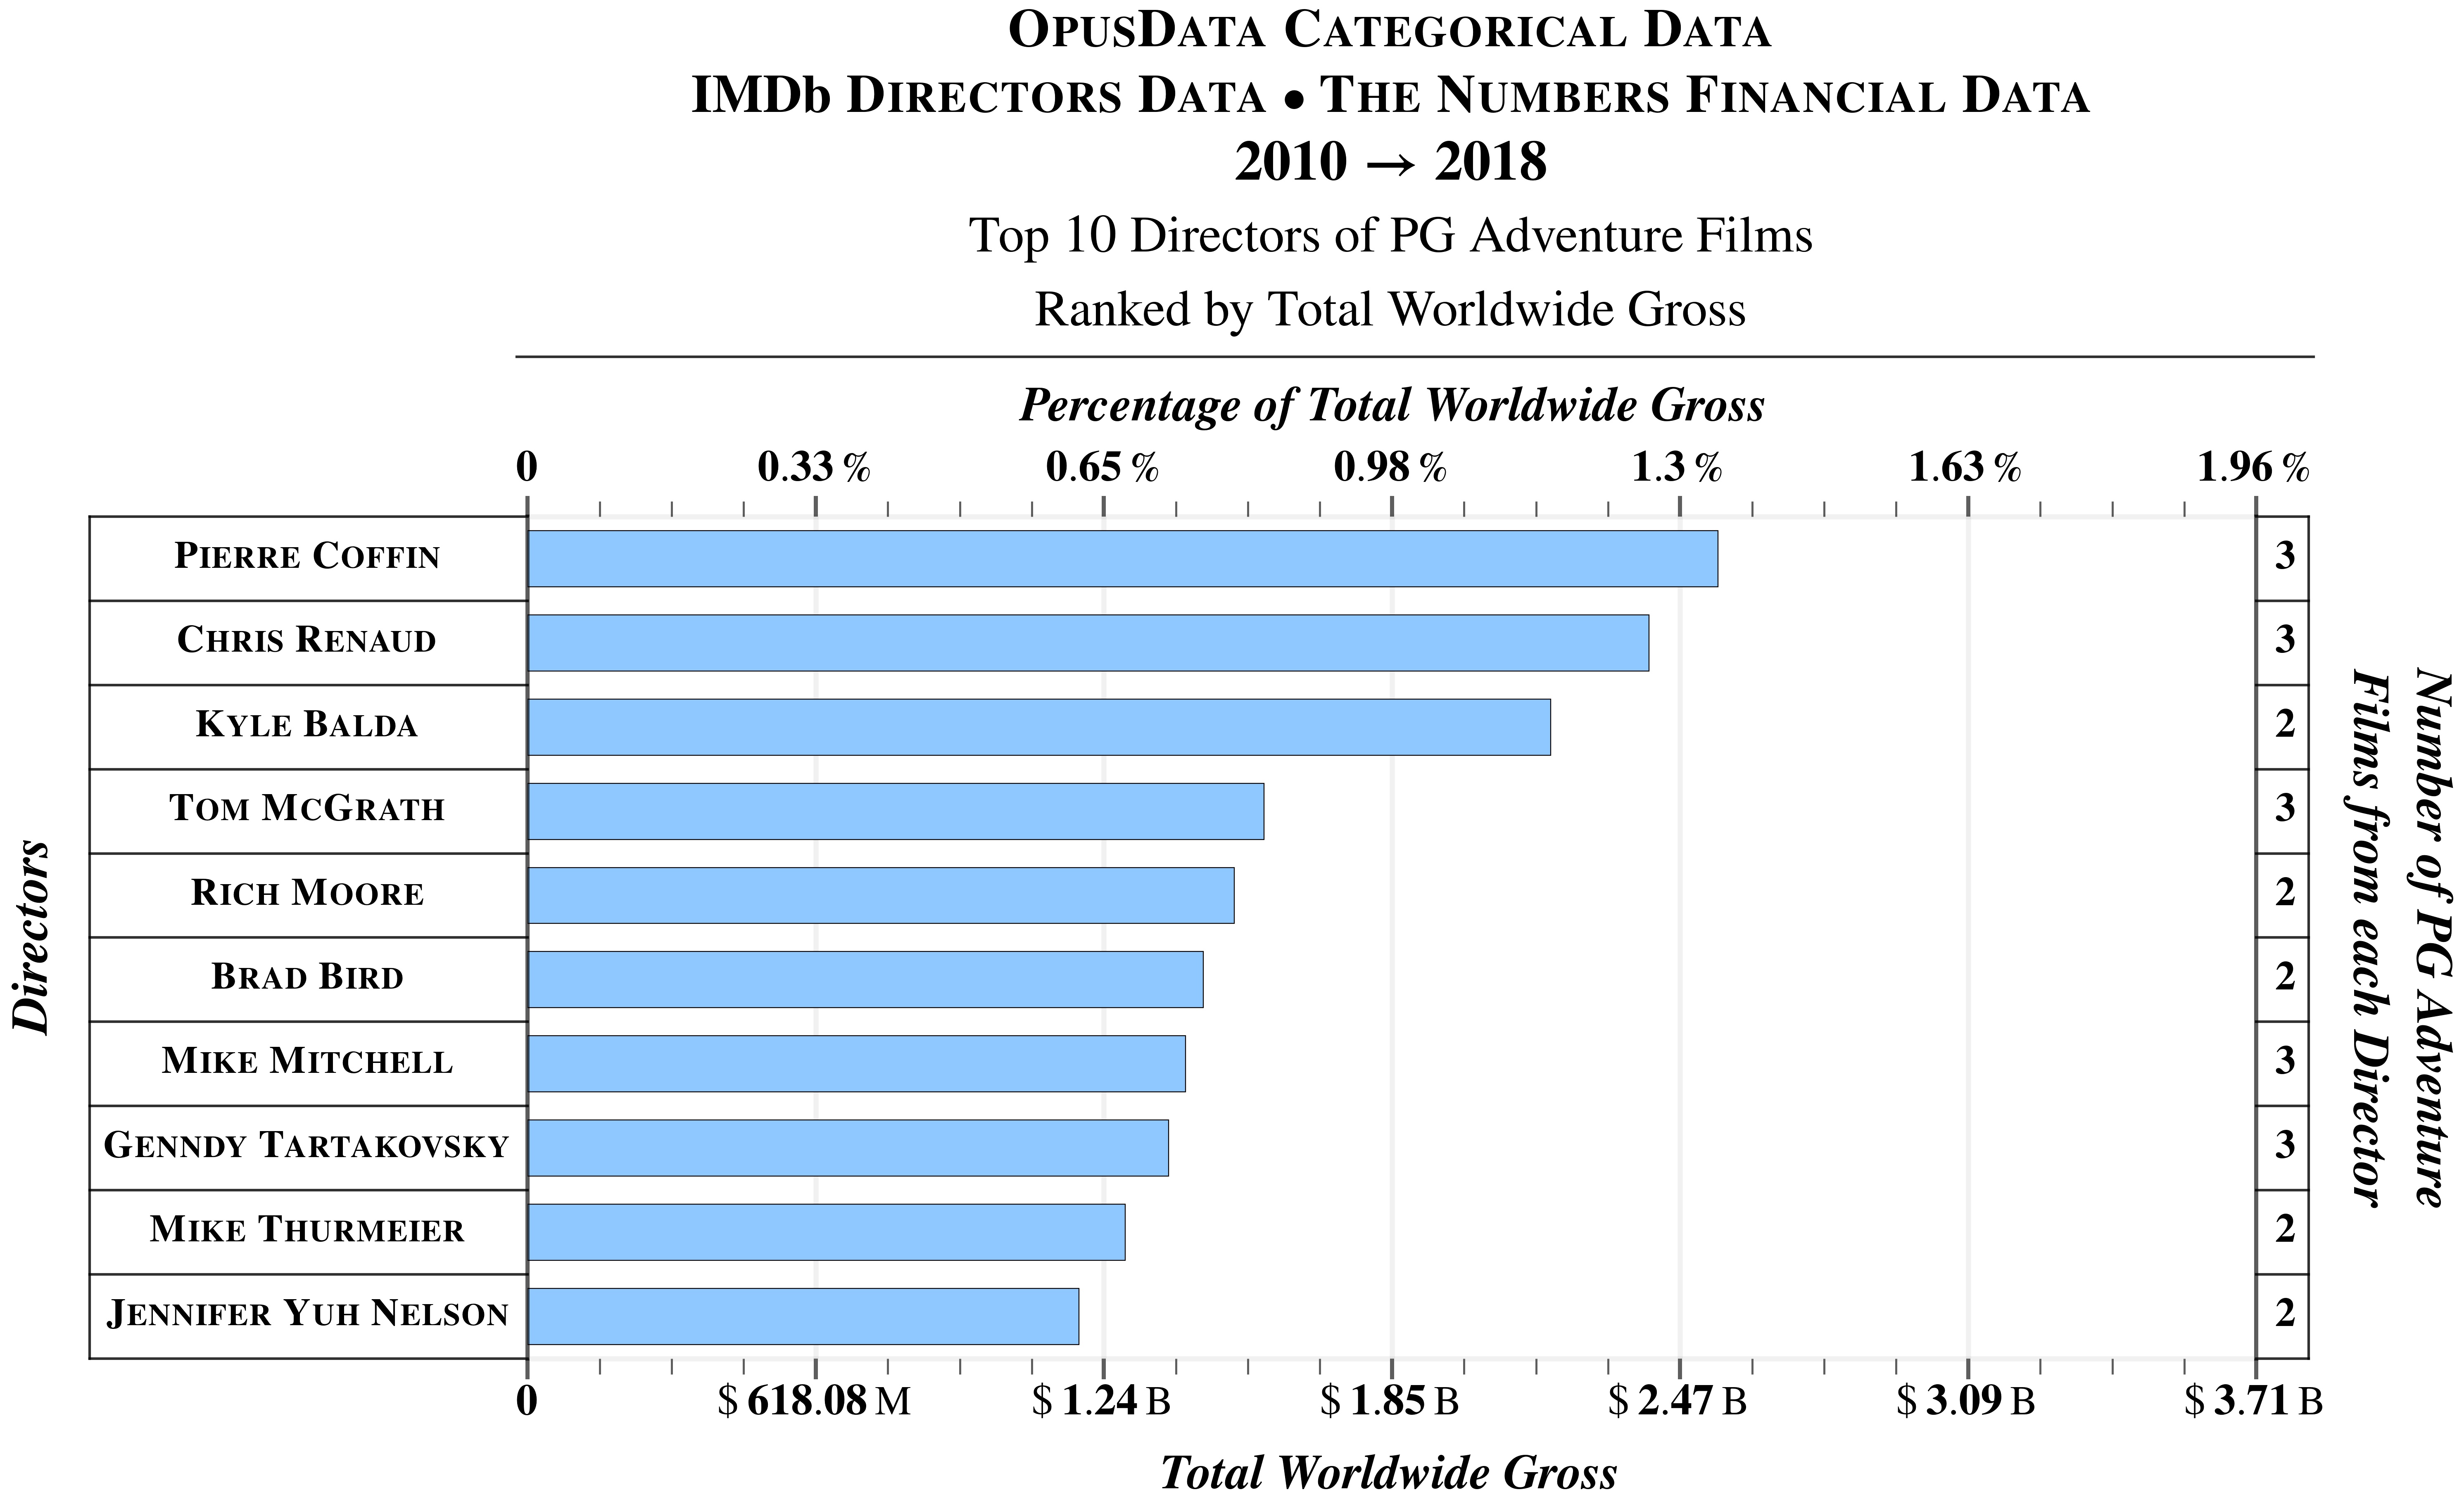 OpusData Categorical Data
IMDb Directors Data • The Numbers Financial Data
2010 → 2018
Top 10 Directors of PG Adventure Films
Ranked by Total Worldwide Gross
Percentage of Total Worldwide Gross
0 0.33 % 0.65 % 0.98 % 1.3 % 1.63 % 1.96 %
Directors
Pierre Coffin 3
Chris Renaud 3
Kyle Balda 2
Tom McGrath 3
Rich Moore 2
Brad Bird 2
Mike Mitchell 3
Genndy Tartakovsky 3
Mike Thurmeier 2
Jennifer Yuh Nelson 2
Number of PG Adventure
Films from each Director
0 $ 618.08 M $ 1.24 B $ 1.85 B $ 2.47 B $ 3.09 B $ 3.71 B
Total Worldwide Gross